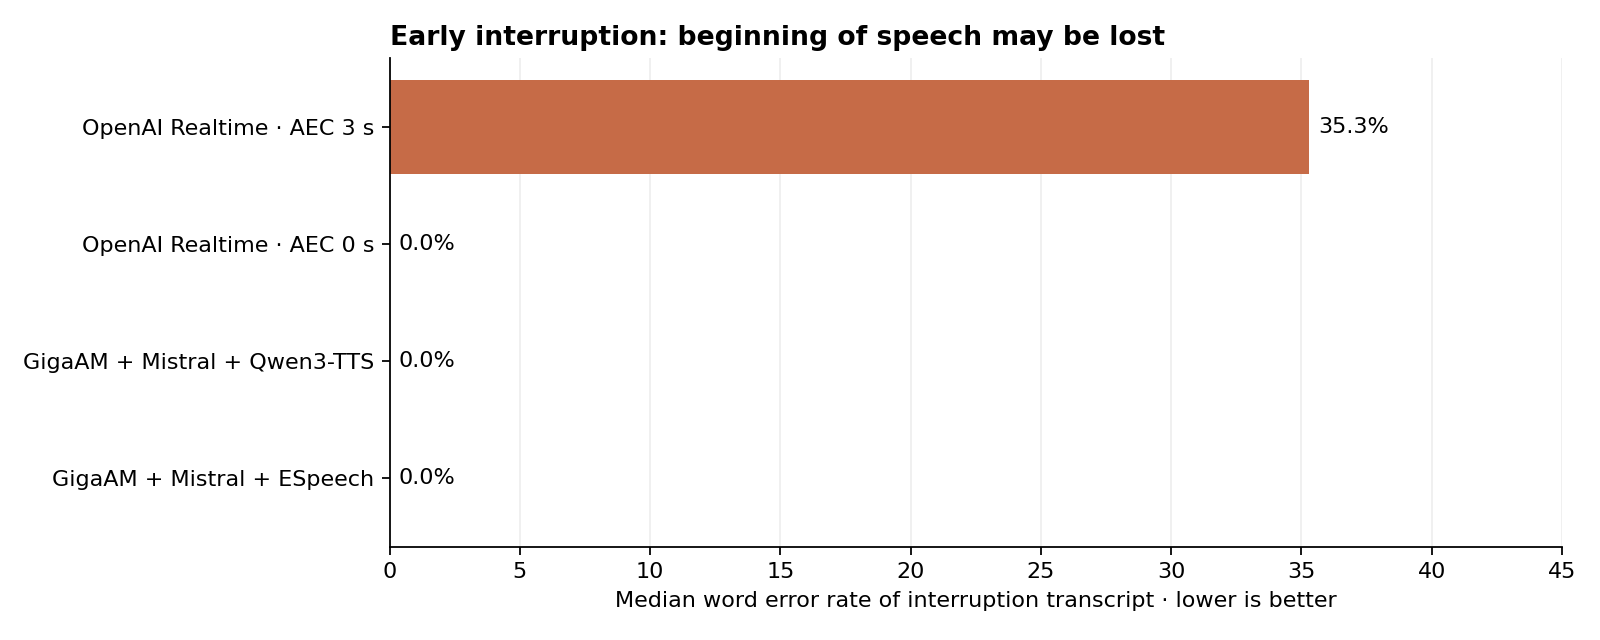 Early interruption: beginning of speech may be lost
OpenAI Realtime · AEC 3 s
35.3%
OpenAI Realtime · AEC 0 s
0.0%
GigaAM + Mistral + Qwen3-TTS
0.0%
GigaAM + Mistral + ESpeech
0.0%
0 5 10 15 20 25 30 35 40 45
Median word error rate of interruption transcript · lower is better